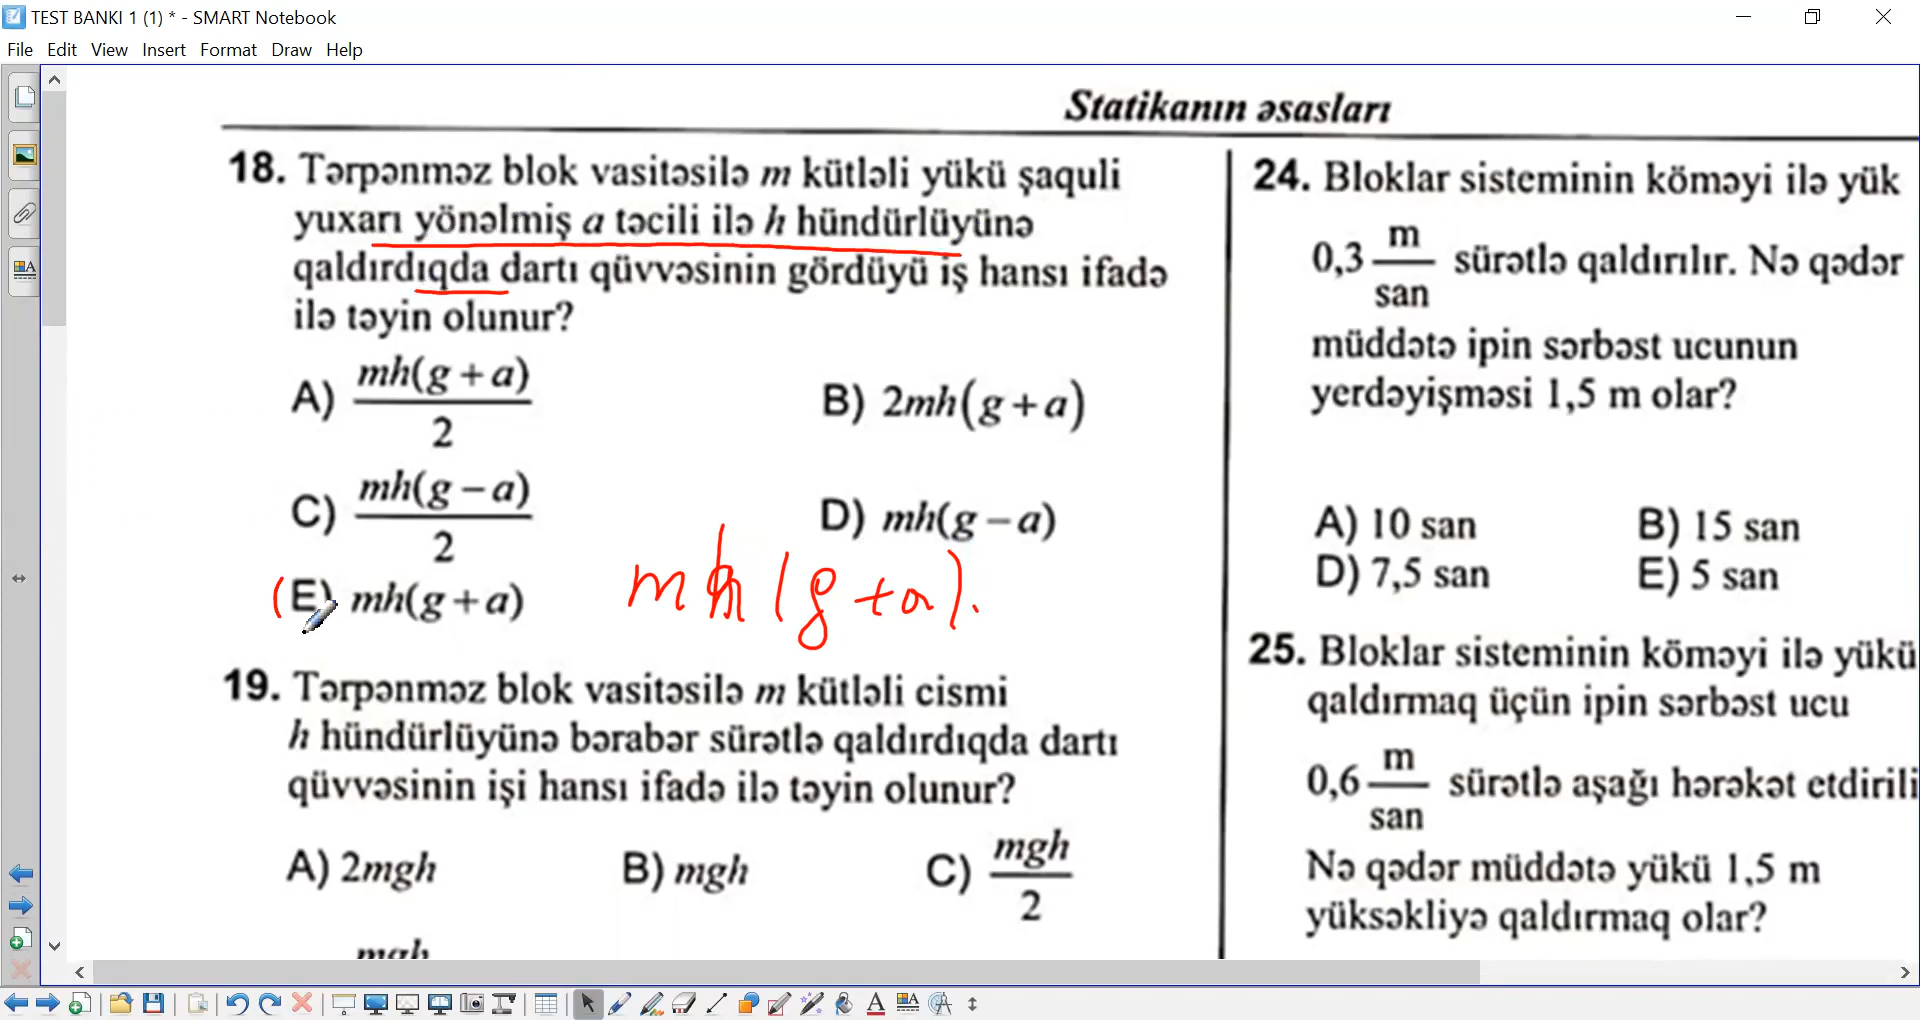 TEST BANKI 1 (1) * - SMART Notebook
File Edit View Insert Format Draw Help
Statikanın əsasları
18. Tərpənməz blok vasitəsilə m kütləli yükü şaquli
yuxarı yönəlmiş a təcili ilə h hündürlüyünə
qaldırdıqda dartı qüvvəsinin gördüyü iş hansı ifadə
ilə təyin olunur?
A) mh(g+a)/2
B) 2mh(g+a)
C) mh(g−a)/2
D) mh(g−a)
E) mh(g+a)
mh(g+a).
19. Tərpənməz blok vasitəsilə m kütləli cismi
h hündürlüyünə bərabər sürətlə qaldırdıqda dartı
qüvvəsinin işi hansı ifadə ilə təyin olunur?
A) 2mgh B) mgh C) mgh/2
mgh
24. Bloklar sisteminin köməyi ilə yük
0,3 m/san sürətlə qaldırılır. Nə qədər
müddətə ipin sərbəst ucunun
yerdəyişməsi 1,5 m olar?
A) 10 san B) 15 san
D) 7,5 san E) 5 san
25. Bloklar sisteminin köməyi ilə yükü
qaldırmaq üçün ipin sərbəst ucu
0,6 m/san sürətlə aşağı hərəkət etdirili
Nə qədər müddətə yükü 1,5 m
yüksəkliyə qaldırmaq olar?